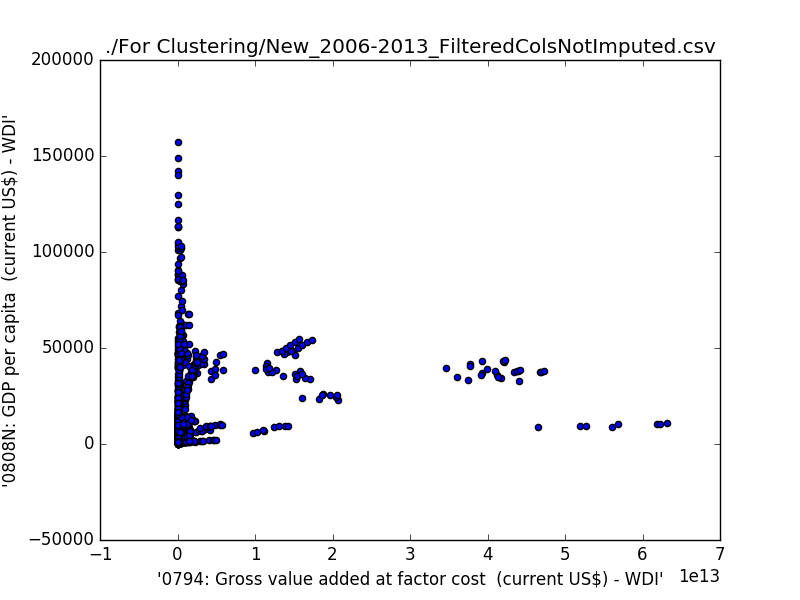 ./For Clustering/New_2006-2013_FilteredColsNotImputed.csv
200000
150000
100000
50000
0
−50000
'0808N: GDP per capita  (current US$) - WDI'
−1 0 1 2 3 4 5 6 7
1e13
'0794: Gross value added at factor cost  (current US$) - WDI'